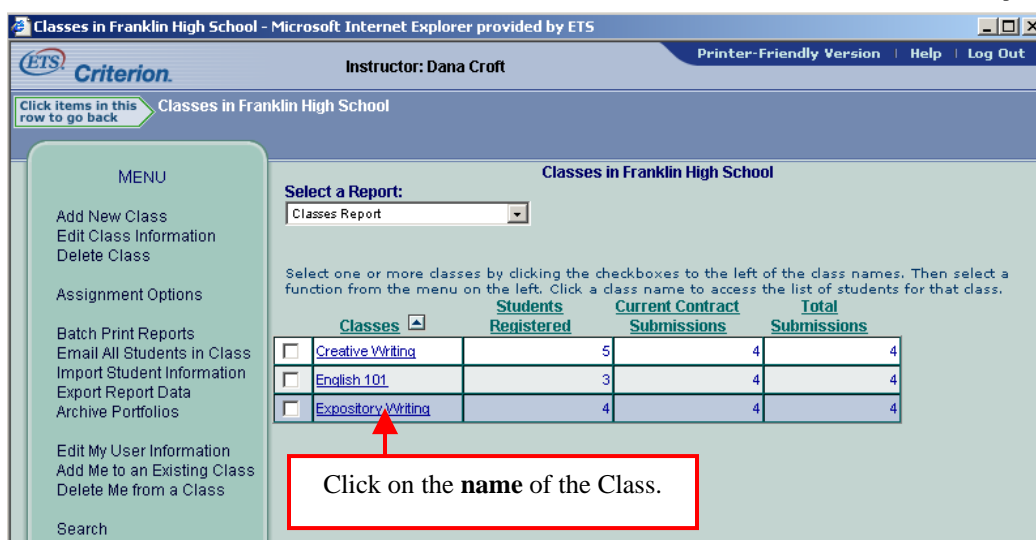 Classes in Franklin High School - Microsoft Internet Explorer provided by ETS
Printer-Friendly Version | Help | Log Out
ETS Criterion.
Instructor: Dana Croft
Click items in this
row to go back
Classes in Franklin High School
MENU
Add New Class
Edit Class Information
Delete Class
Assignment Options
Batch Print Reports
Email All Students in Class
Import Student Information
Export Report Data
Archive Portfolios
Edit My User Information
Add Me to an Existing Class
Delete Me from a Class
Search
Classes in Franklin High School
Select a Report:
Classes Report
Select one or more classes by clicking the checkboxes to the left of the class names. Then select a
function from the menu on the left. Click a class name to access the list of students for that class.
Classes Students Registered Current Contract Submissions Total Submissions
Creative Writing 5 4 4
English 101 3 4 4
Expository Writing 4 4 4
Click on the name of the Class.